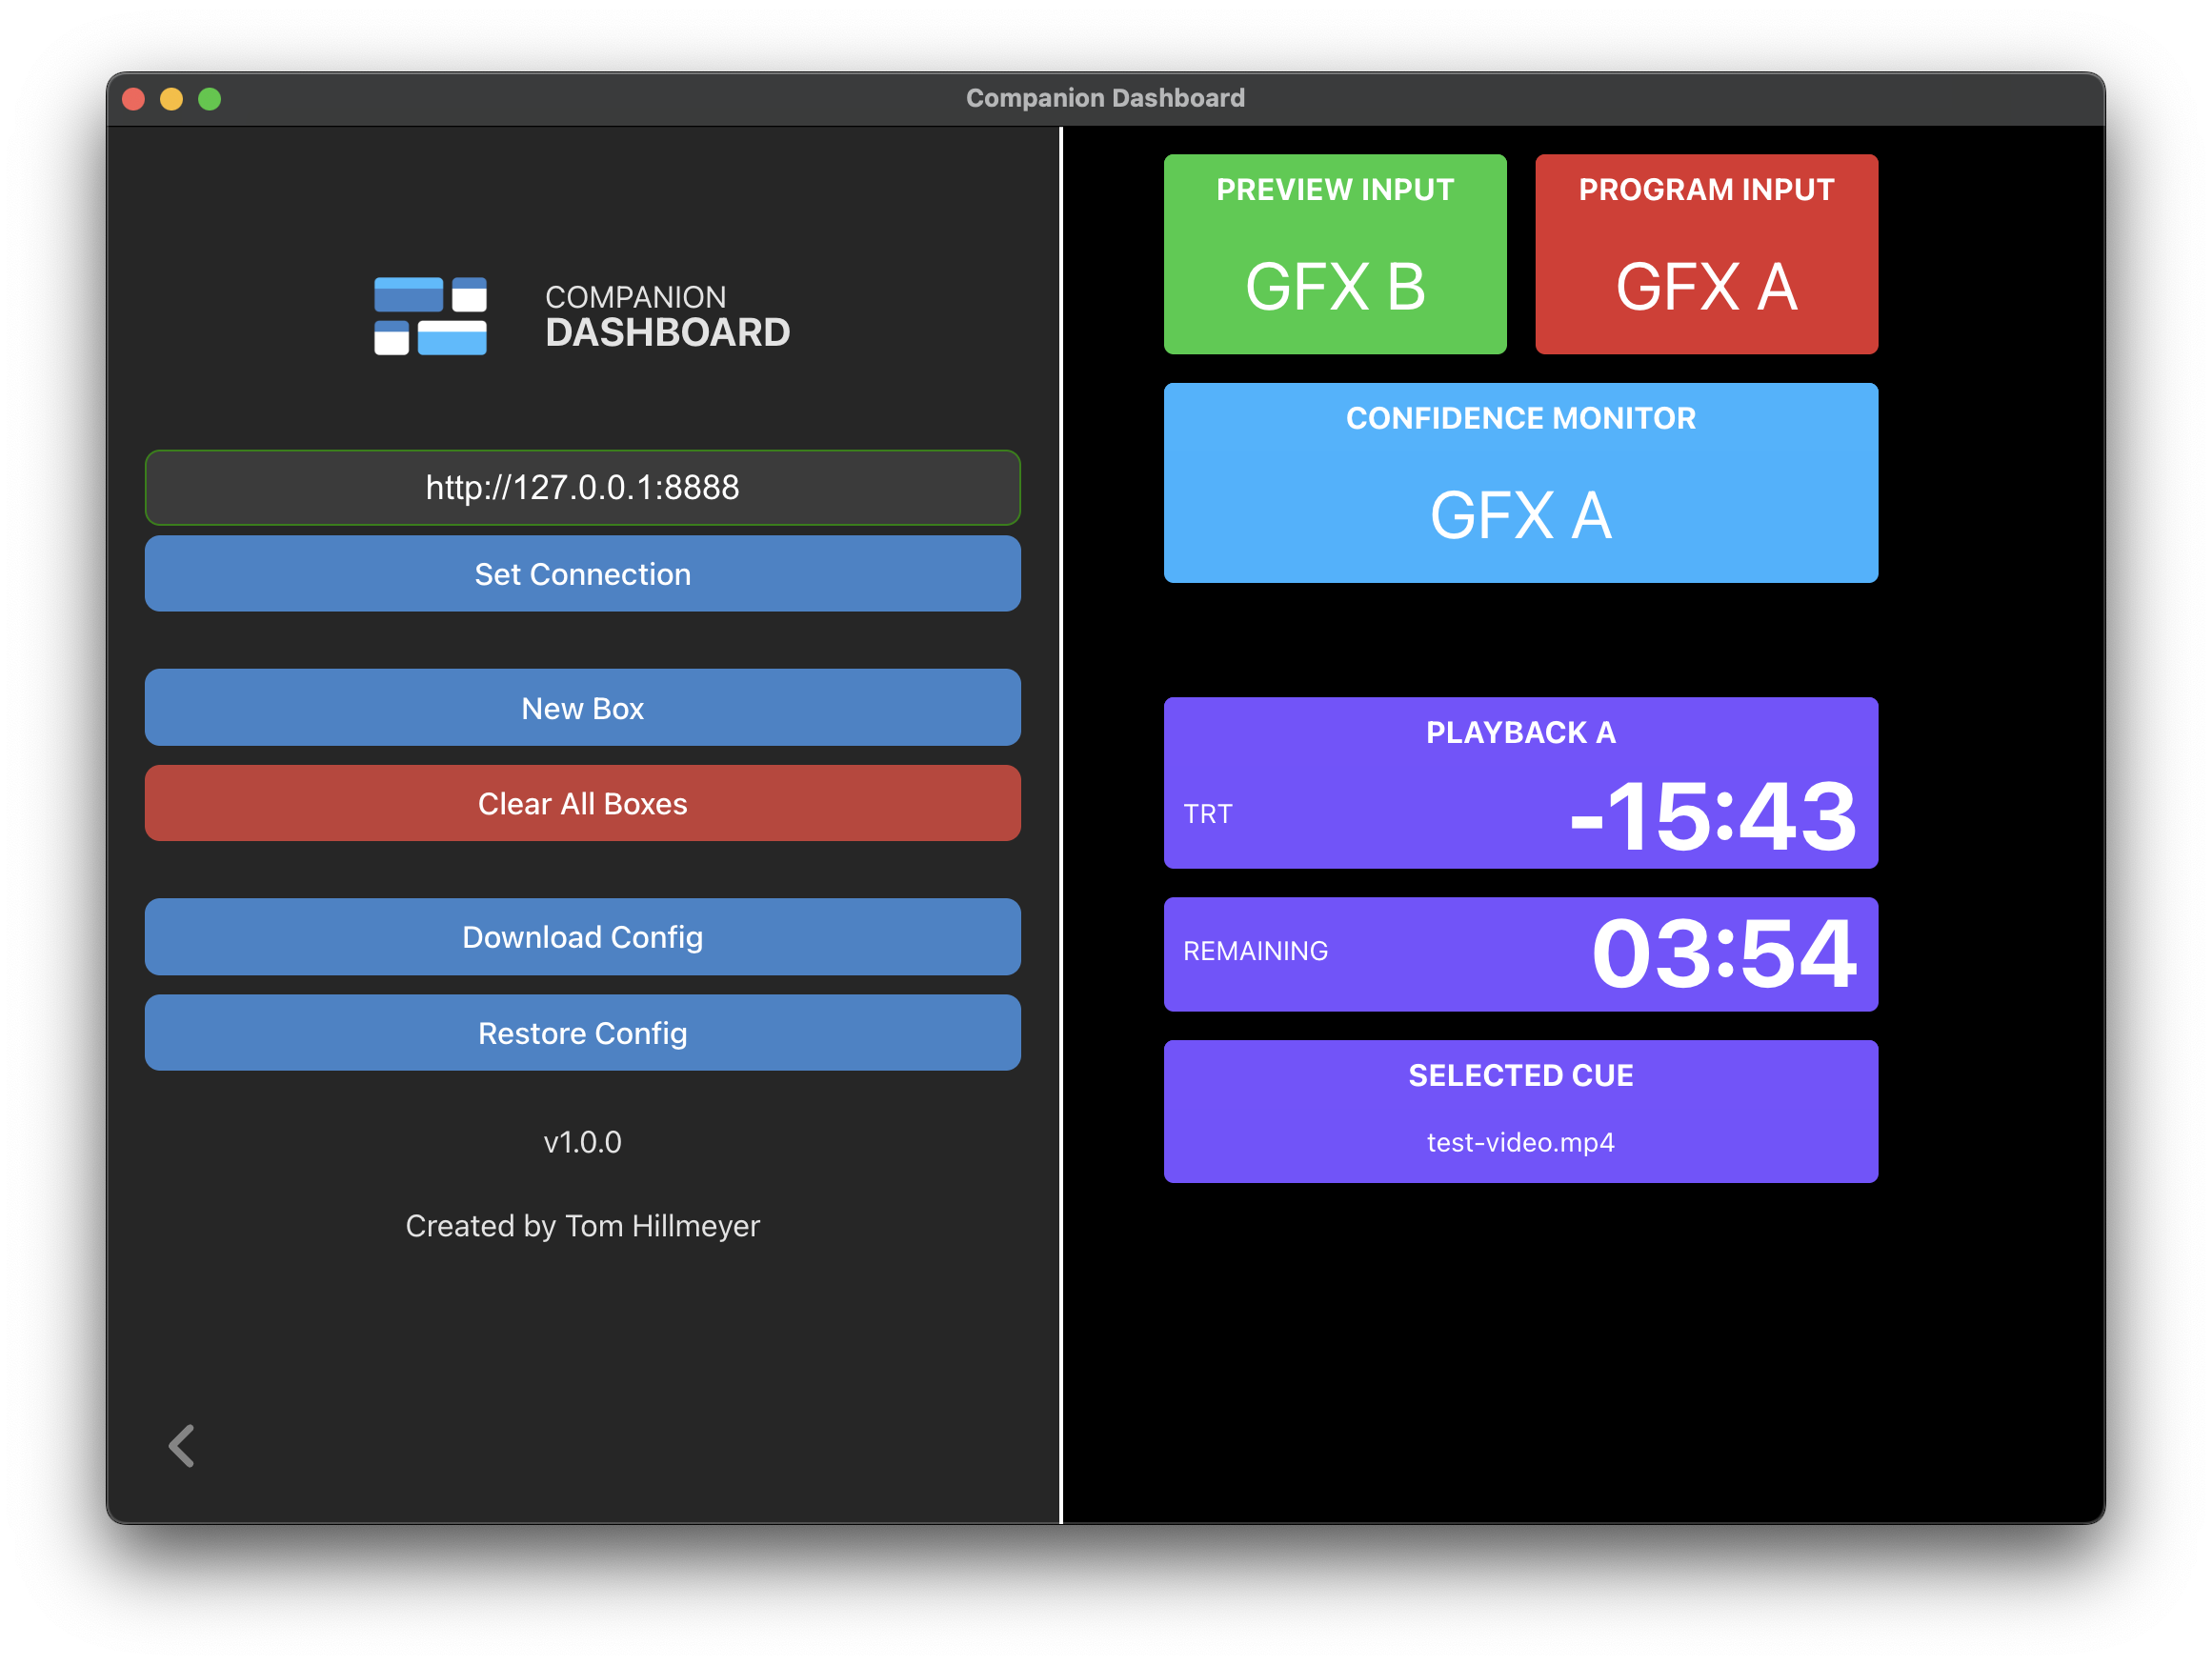 Companion Dashboard
COMPANION
DASHBOARD
http://127.0.0.1:8888
Set Connection
New Box
Clear All Boxes
Download Config
Restore Config
v1.0.0
Created by Tom Hillmeyer
PREVIEW INPUT
GFX B
PROGRAM INPUT
GFX A
CONFIDENCE MONITOR
GFX A
PLAYBACK A
TRT -15:43
REMAINING 03:54
SELECTED CUE
test-video.mp4